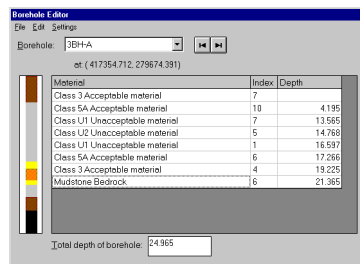 Borehole Editor
File Edit Settings
Borehole: 3BH-A
at: ( 417354.712, 279674.391)
Material Index Depth
Class 3 Acceptable material 7
Class 5A Acceptable material 10 4.195
Class U1 Unacceptable material 7 13.565
Class U2 Unacceptable material 5 14.768
Class U1 Unacceptable material 1 16.597
Class 5A Acceptable material 6 17.266
Class 3 Acceptable material 4 19.225
Mudstone Bedrock 6 21.365
Total depth of borehole: 24.965